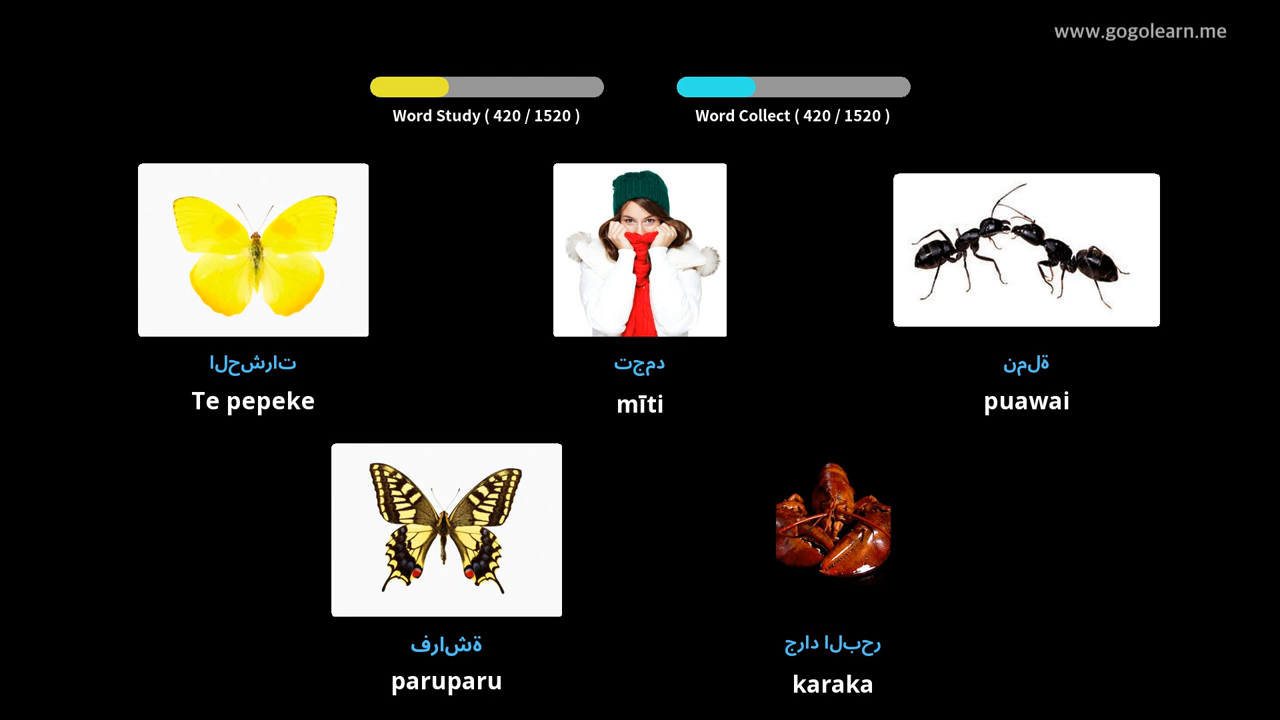 www.gogolearn.me
Word Study ( 420 / 1520 )
Word Collect ( 420 / 1520 )
الحشرات
Te pepeke
تجمد
mīti
نملة
puawai
فراشة
paruparu
جراد البحر
karaka